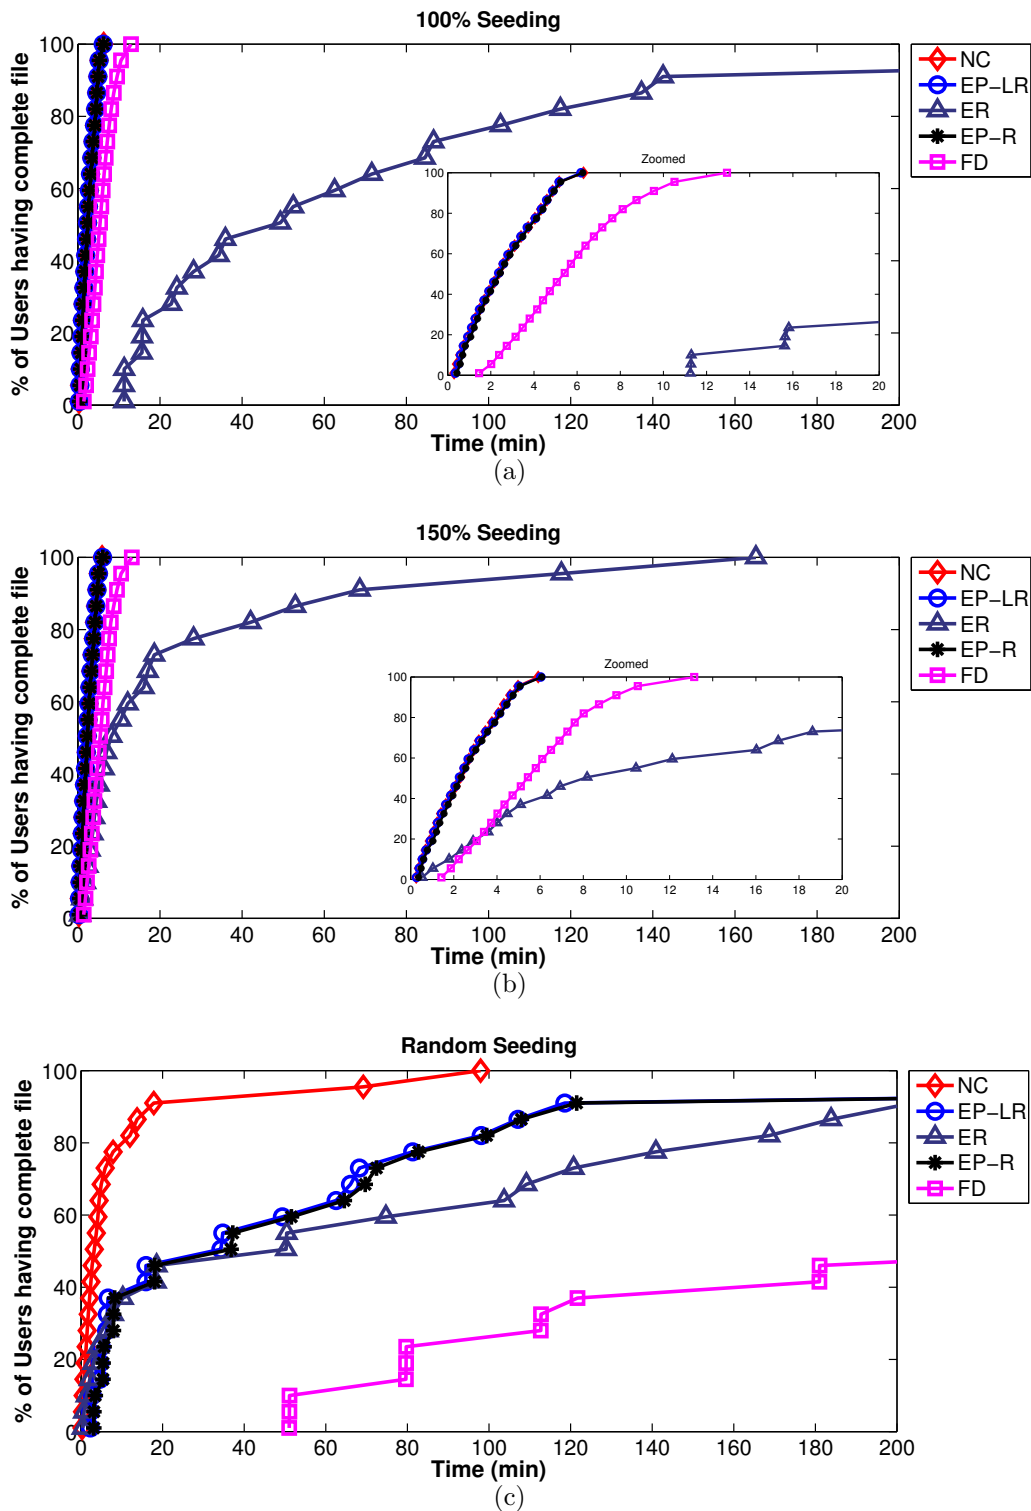 100% Seeding
% of Users having complete file
100
80
60
40
20
0
0 20 40 60 80 100 120 140 160 180 200
Time (min)
NC
EP-LR
ER
EP-R
FD
Zoomed
100
80
60
40
20
0
0 2 4 6 8 10 12 14 16 18 20
(a)
150% Seeding
% of Users having complete file
100
80
60
40
20
0
0 20 40 60 80 100 120 140 160 180 200
Time (min)
NC
EP-LR
ER
EP-R
FD
Zoomed
100
80
60
40
20
0
0 2 4 6 8 10 12 14 16 18 20
(b)
Random Seeding
% of Users having complete file
100
80
60
40
20
0
0 20 40 60 80 100 120 140 160 180 200
Time (min)
NC
EP-LR
ER
EP-R
FD
(c)